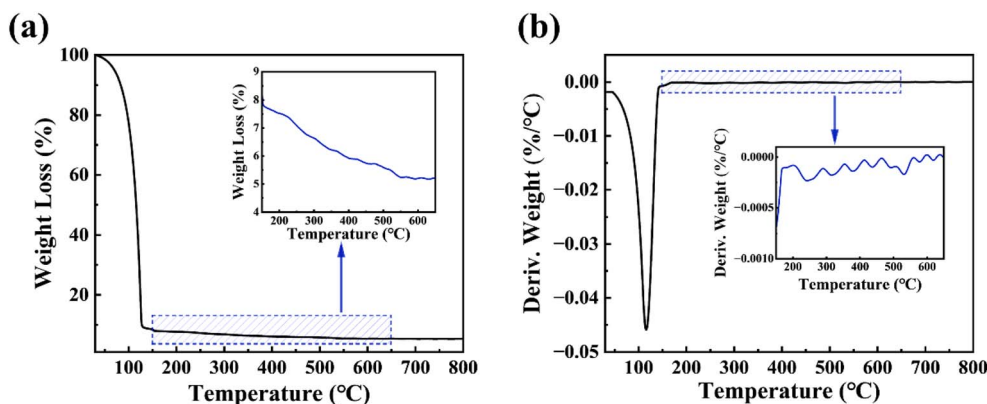 (a)
100
80
60
40
20
Weight Loss (%)
100 200 300 400 500 600 700 800
Temperature (℃)
9
8
7
6
5
4
Weight Loss (%)
200 300 400 500 600
Temperature (℃)
(b)
0.00
−0.01
−0.02
−0.03
−0.04
−0.05
Deriv. Weight (%/℃)
100 200 300 400 500 600 700 800
Temperature (℃)
0.0000
−0.0005
−0.0010
Deriv. Weight (%/℃)
200 300 400 500 600
Temperature (℃)